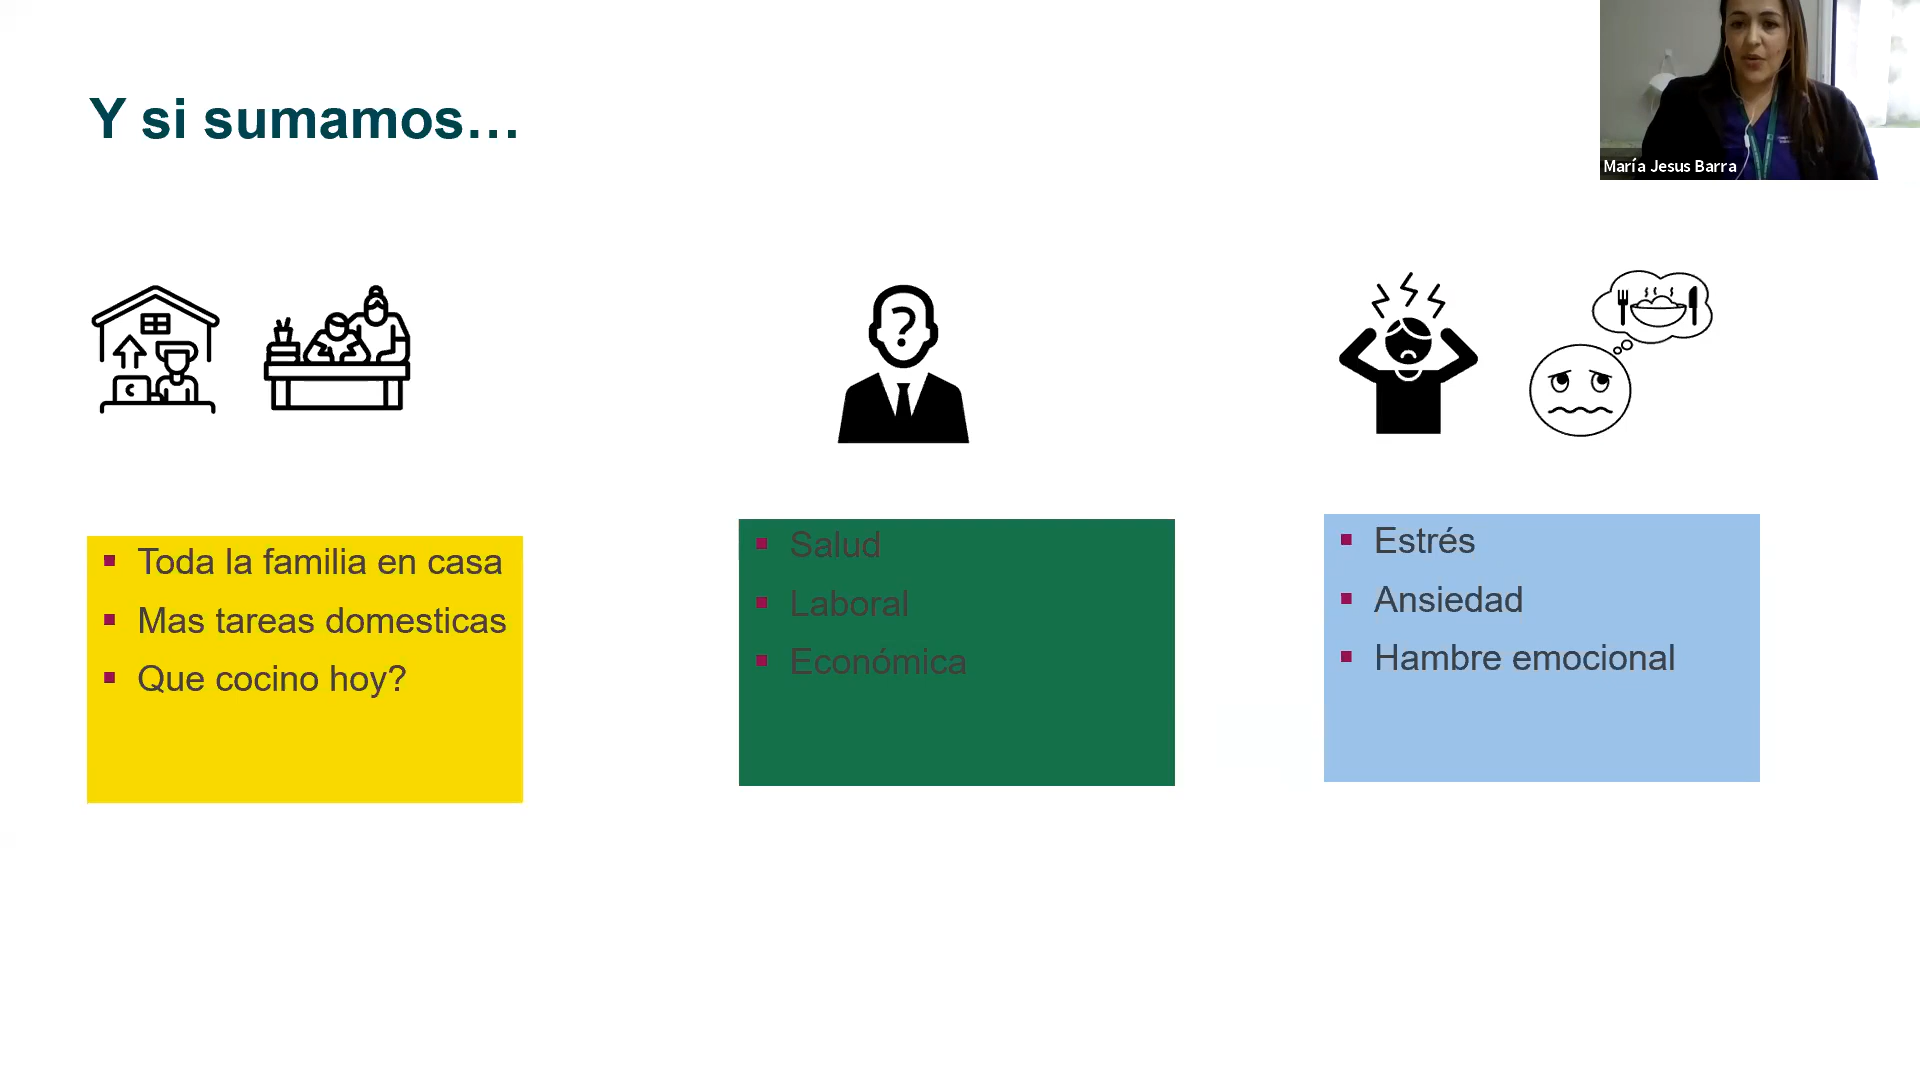 Y si sumamos…
María Jesus Barra
?
Toda la familia en casa
Mas tareas domesticas
Que cocino hoy?
Salud
Laboral
Económica
Estrés
Ansiedad
Hambre emocional